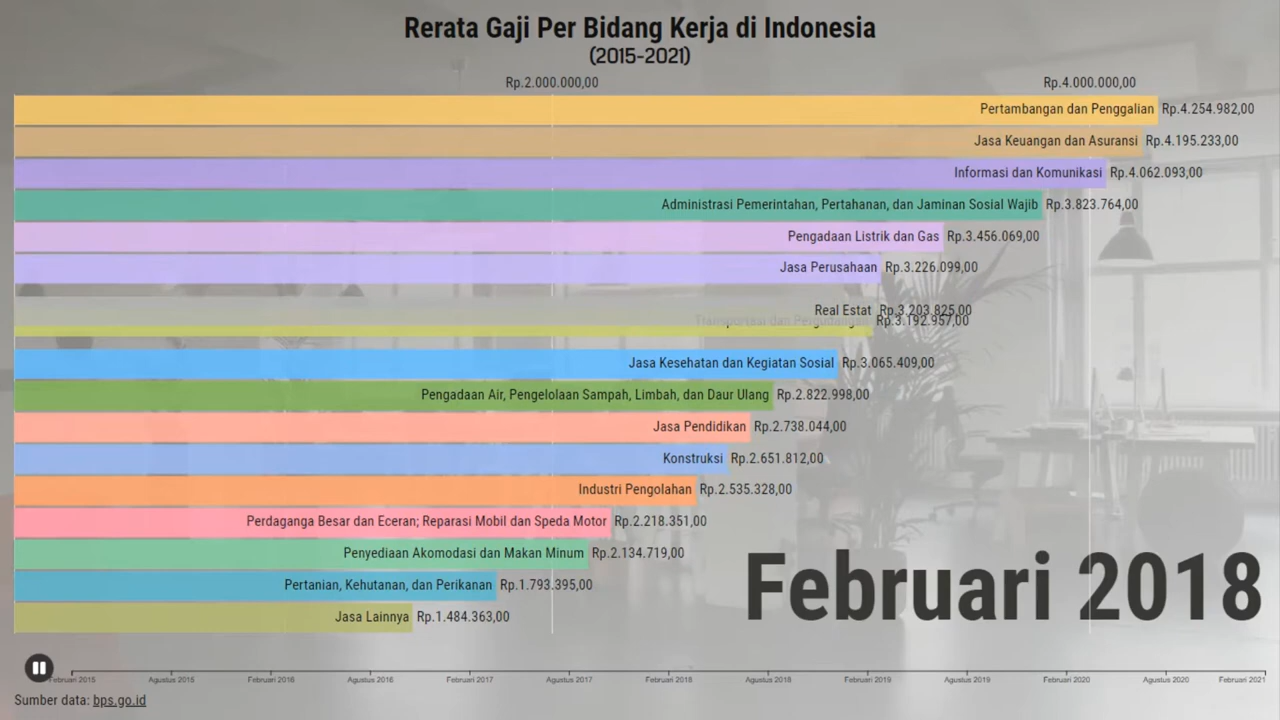 Rerata Gaji Per Bidang Kerja di Indonesia
(2015-2021)
Rp.2.000.000,00 Rp.4.000.000,00
Pertambangan dan Penggalian Rp.4.254.982,00
Jasa Keuangan dan Asuransi Rp.4.195.233,00
Informasi dan Komunikasi Rp.4.062.093,00
Administrasi Pemerintahan, Pertahanan, dan Jaminan Sosial Wajib Rp.3.823.764,00
Pengadaan Listrik dan Gas Rp.3.456.069,00
Jasa Perusahaan Rp.3.226.099,00
Real Estat Rp.3.203.825,00
Transportasi dan Pergudangan Rp.3.192.957,00
Jasa Kesehatan dan Kegiatan Sosial Rp.3.065.409,00
Pengadaan Air, Pengelolaan Sampah, Limbah, dan Daur Ulang Rp.2.822.998,00
Jasa Pendidikan Rp.2.738.044,00
Konstruksi Rp.2.651.812,00
Industri Pengolahan Rp.2.535.328,00
Perdaganga Besar dan Eceran; Reparasi Mobil dan Speda Motor Rp.2.218.351,00
Penyediaan Akomodasi dan Makan Minum Rp.2.134.719,00
Pertanian, Kehutanan, dan Perikanan Rp.1.793.395,00
Jasa Lainnya Rp.1.484.363,00
Februari 2018
Februari 2015 Agustus 2015 Februari 2016 Agustus 2016 Februari 2017 Agustus 2017 Februari 2018 Agustus 2018 Februari 2019 Agustus 2019 Februari 2020 Agustus 2020 Februari 2021
Sumber data: bps.go.id